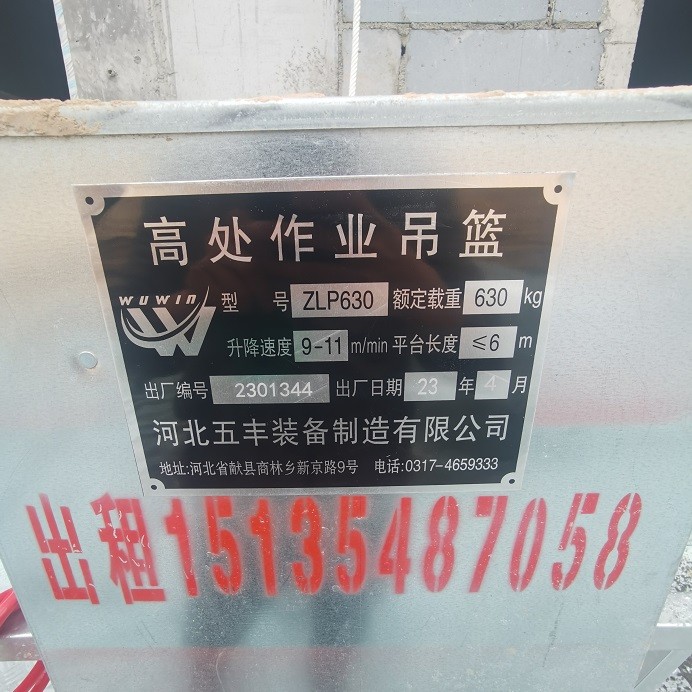 高处作业吊篮
WUWIN 型 号 ZLP630 额定载重 630 kg
升降速度 9-11 m/min 平台长度 ≤6 m
出厂编号 2301344 出厂日期 23 年 4 月
河北五丰装备制造有限公司
地址:河北省献县商林乡新京路9号 电话:0317-4659333
出租15135487058